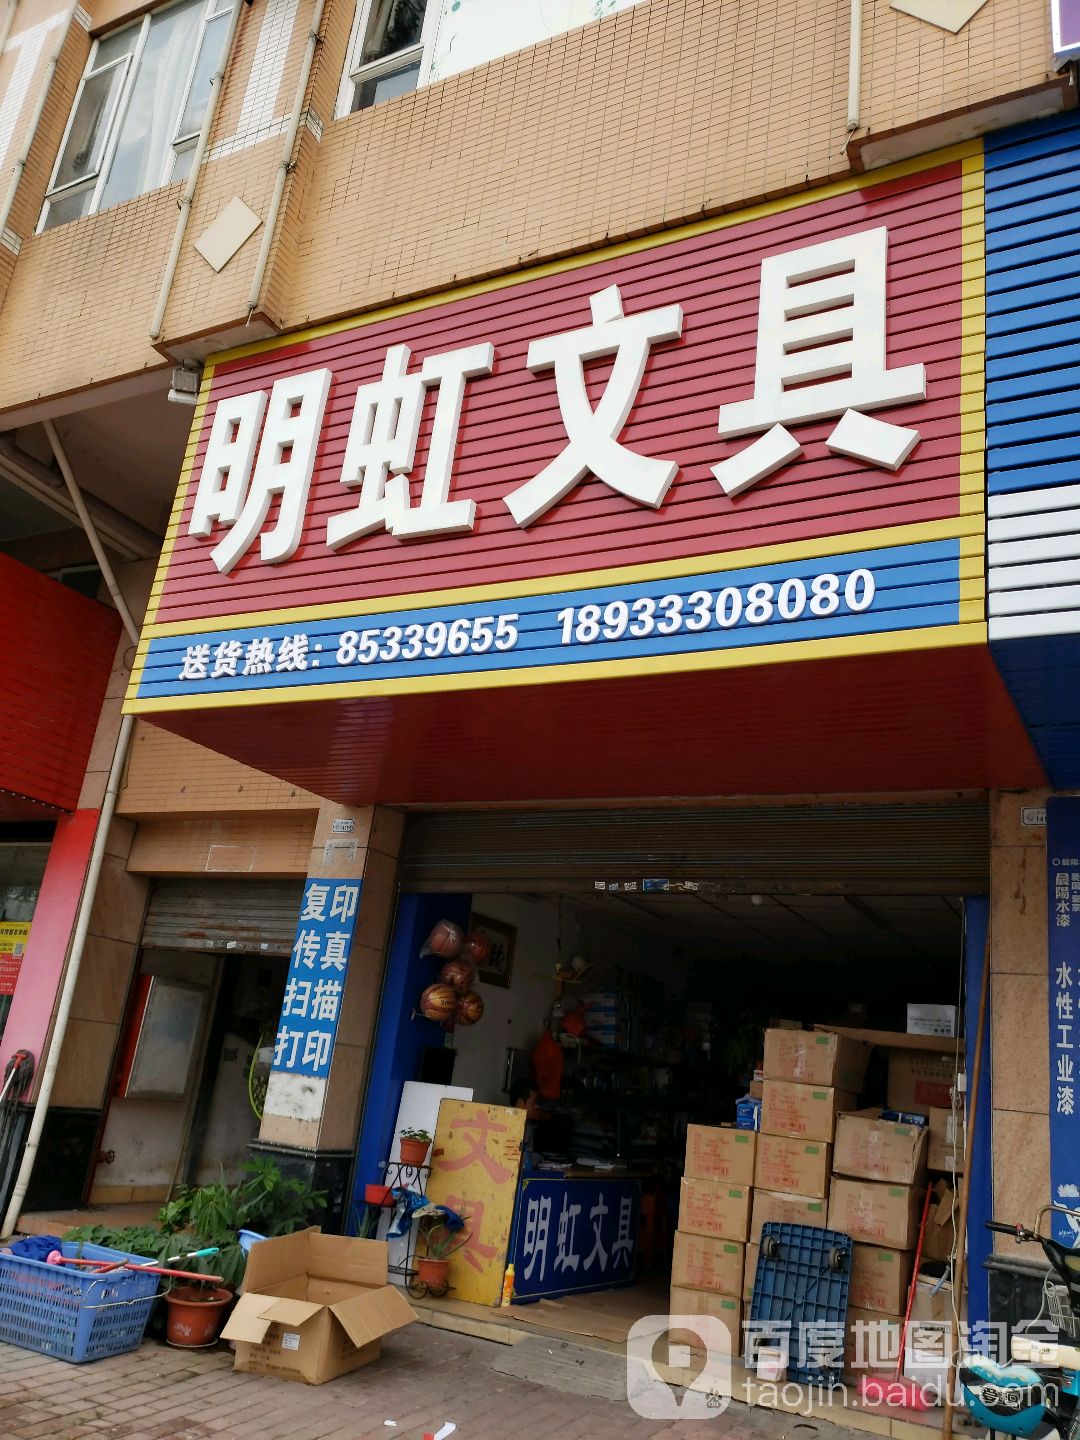 明虹文具
送货热线：85339655 18933308080
复印
传真
扫描
打印
文具
明虹文具
晨陽水漆
水性工业漆
百度地图淘金
taojin.baidu.com